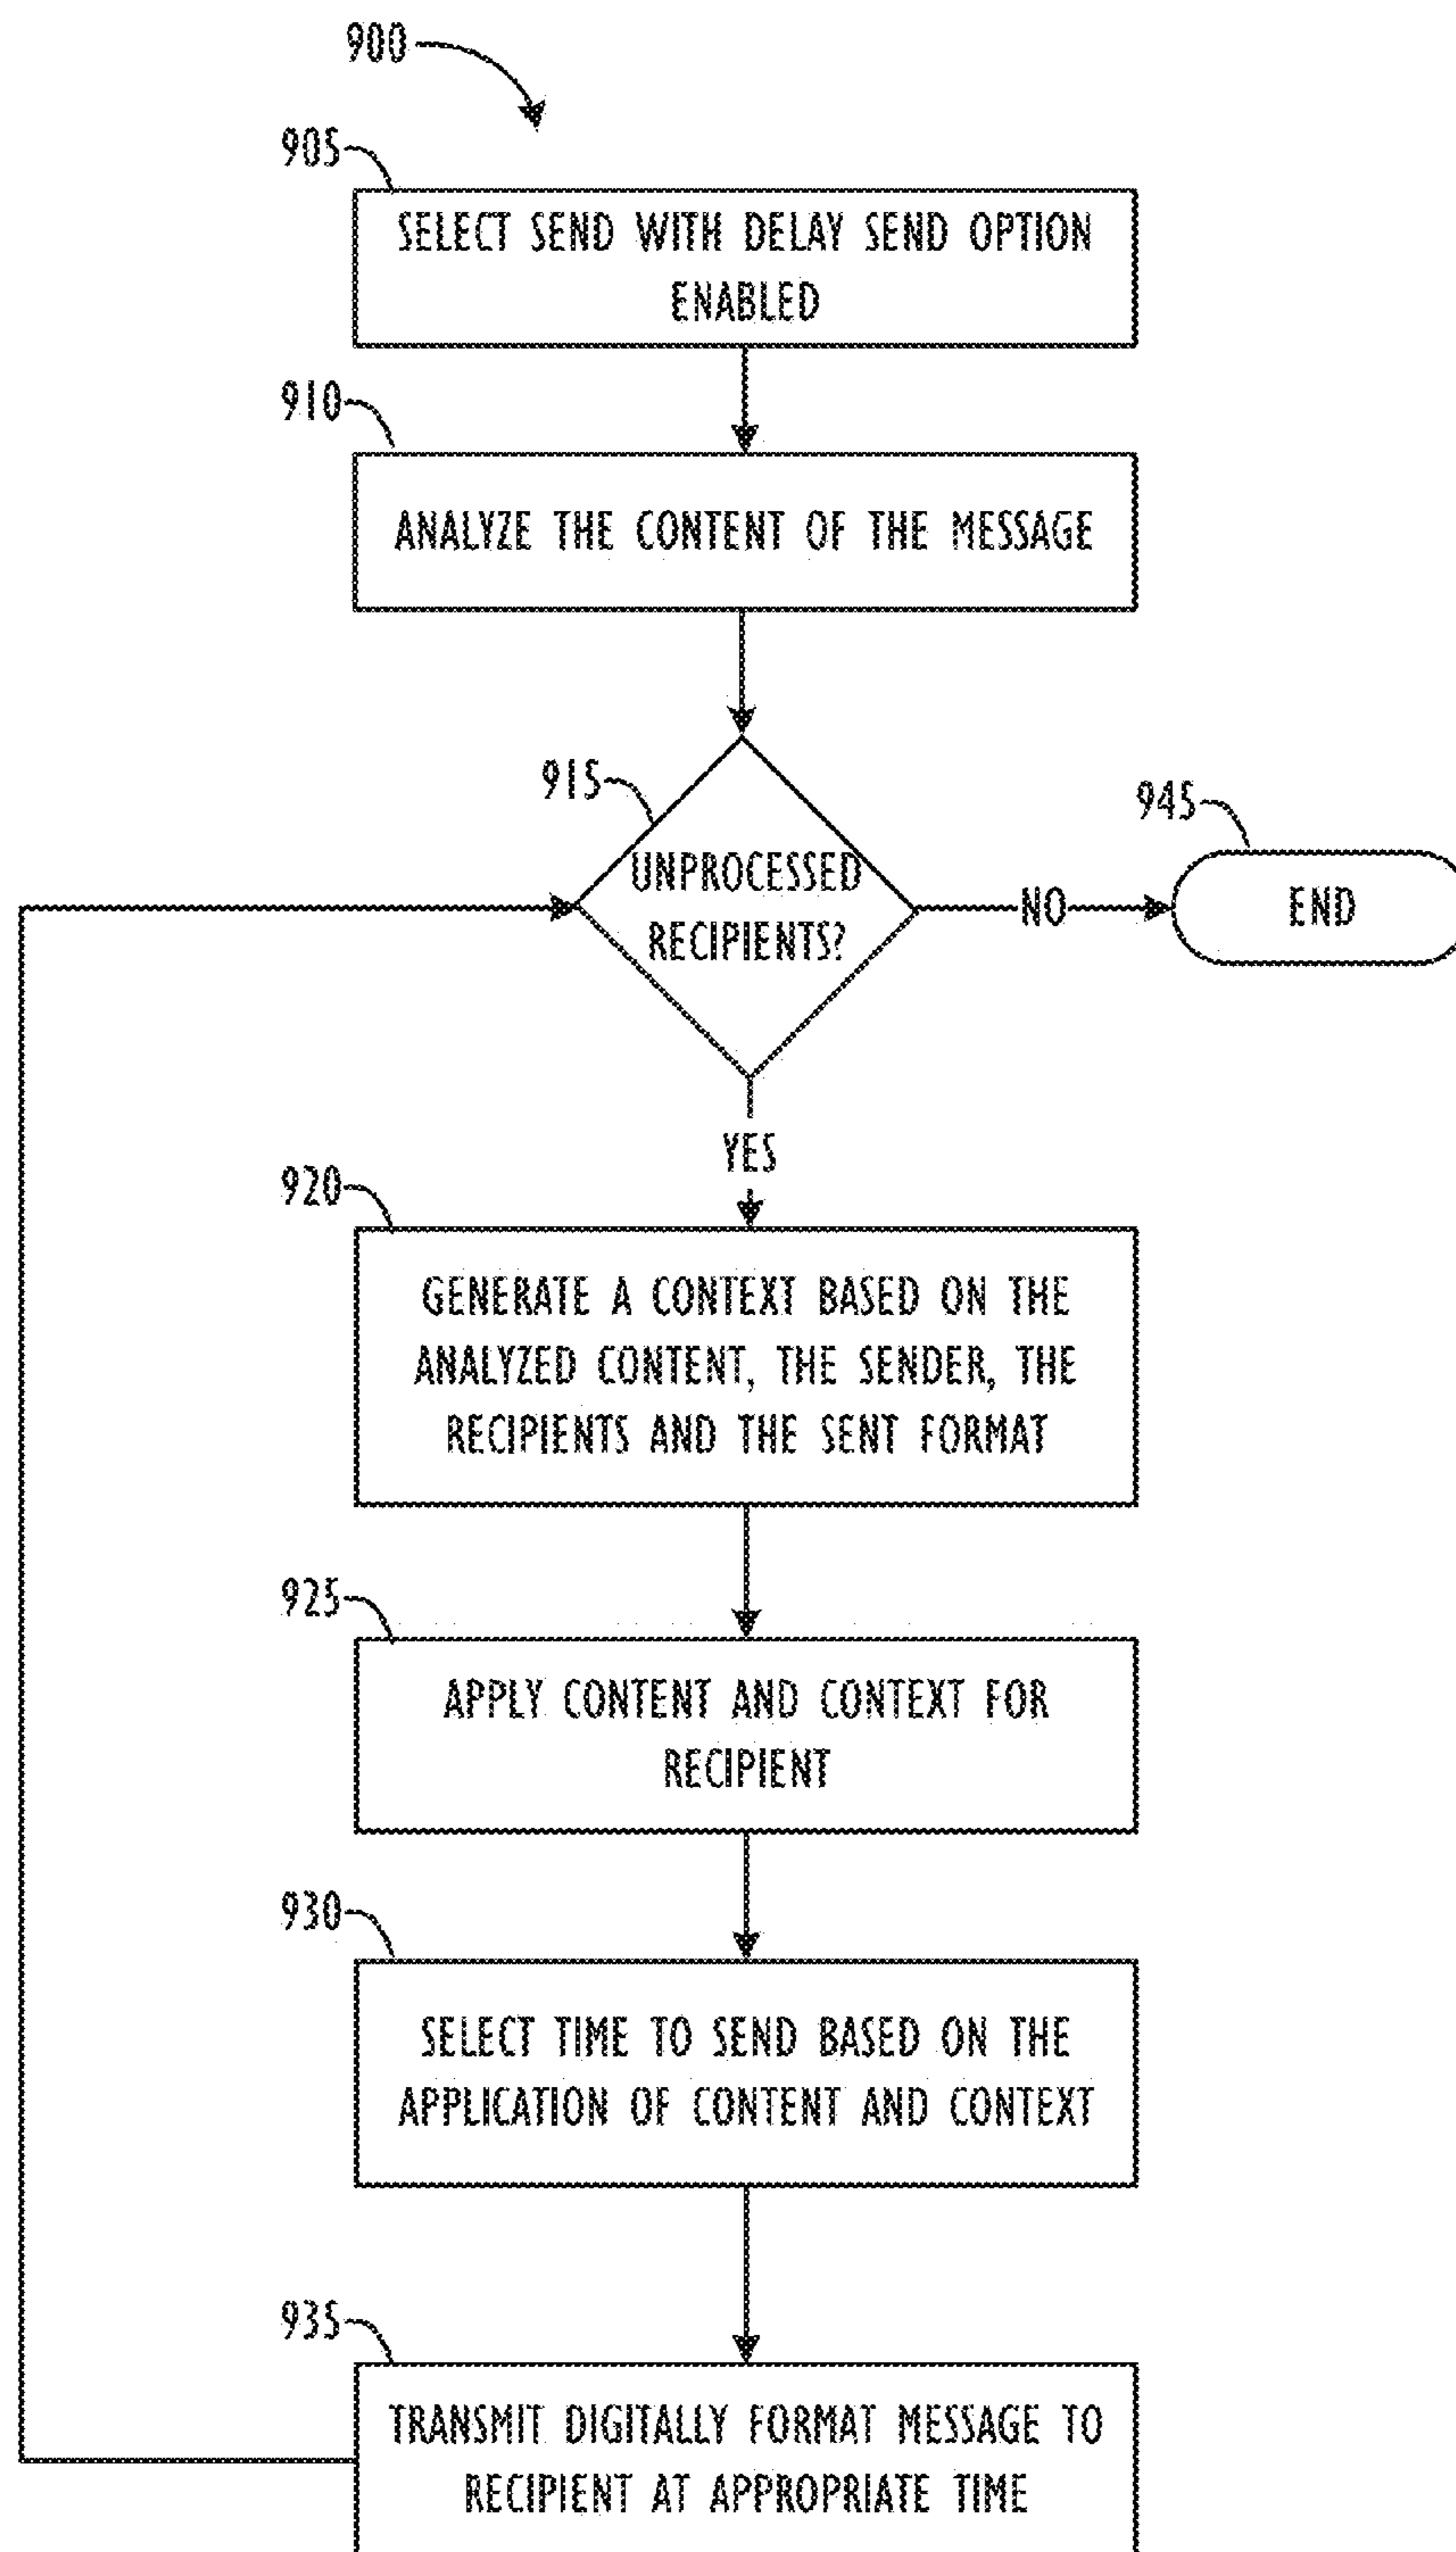 900
905
SELECT SEND WITH DELAY SEND OPTION
ENABLED
910
ANALYZE THE CONTENT OF THE MESSAGE
915
945
UNPROCESSED
RECIPIENTS?
NO
END
YES
920
GENERATE A CONTEXT BASED ON THE
ANALYZED CONTENT, THE SENDER, THE
RECIPIENTS AND THE SENT FORMAT
925
APPLY CONTENT AND CONTEXT FOR
RECIPIENT
930
SELECT TIME TO SEND BASED ON THE
APPLICATION OF CONTENT AND CONTEXT
935
TRANSMIT DIGITALLY FORMAT MESSAGE TO
RECIPIENT AT APPROPRIATE TIME